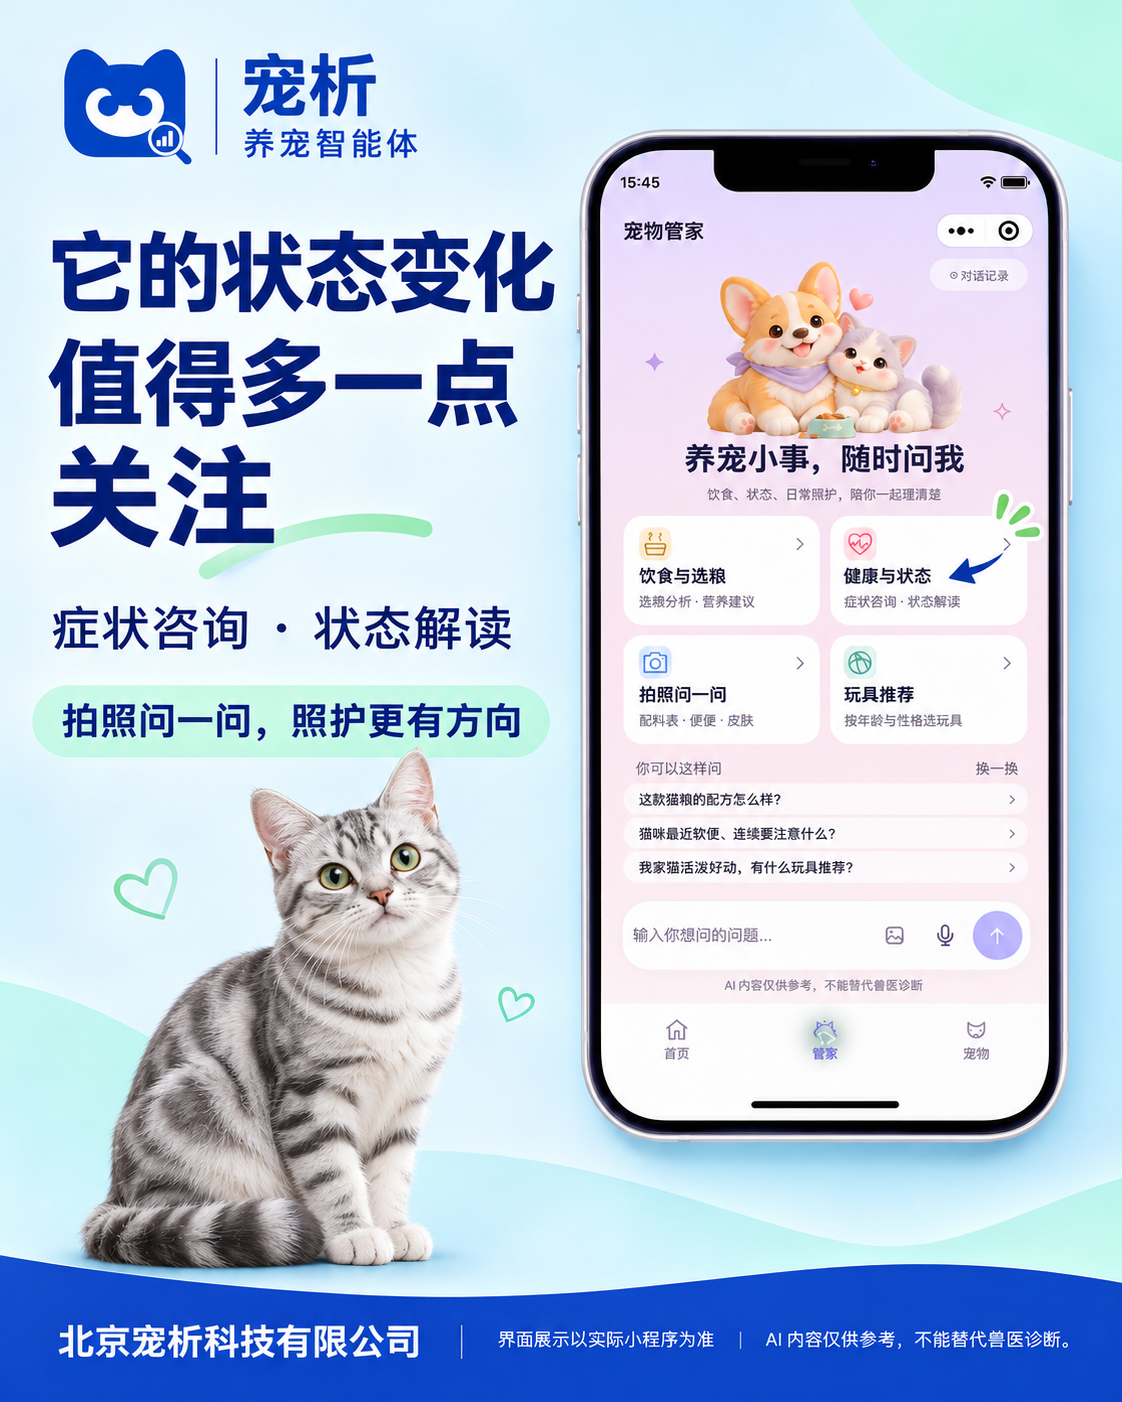 宠析
养宠智能体
它的状态变化
值得多一点
关注
症状咨询 · 状态解读
拍照问一问，照护更有方向
15:45
宠物管家
对话记录
养宠小事，随时问我
饮食、状态、日常照护，陪你一起理清楚
饮食与选粮
选粮分析 · 营养建议
健康与状态
症状咨询 · 状态解读
拍照问一问
配料表 · 便便 · 皮肤
玩具推荐
按年龄与性格选玩具
你可以这样问
换一换
这款猫粮的配方怎么样？
猫咪最近软便、连续要注意什么？
我家猫活泼好动，有什么玩具推荐？
输入你想问的问题...
AI 内容仅供参考，不能替代兽医诊断
首页
管家
宠物
北京宠析科技有限公司
界面展示以实际小程序为准 | AI 内容仅供参考，不能替代兽医诊断。